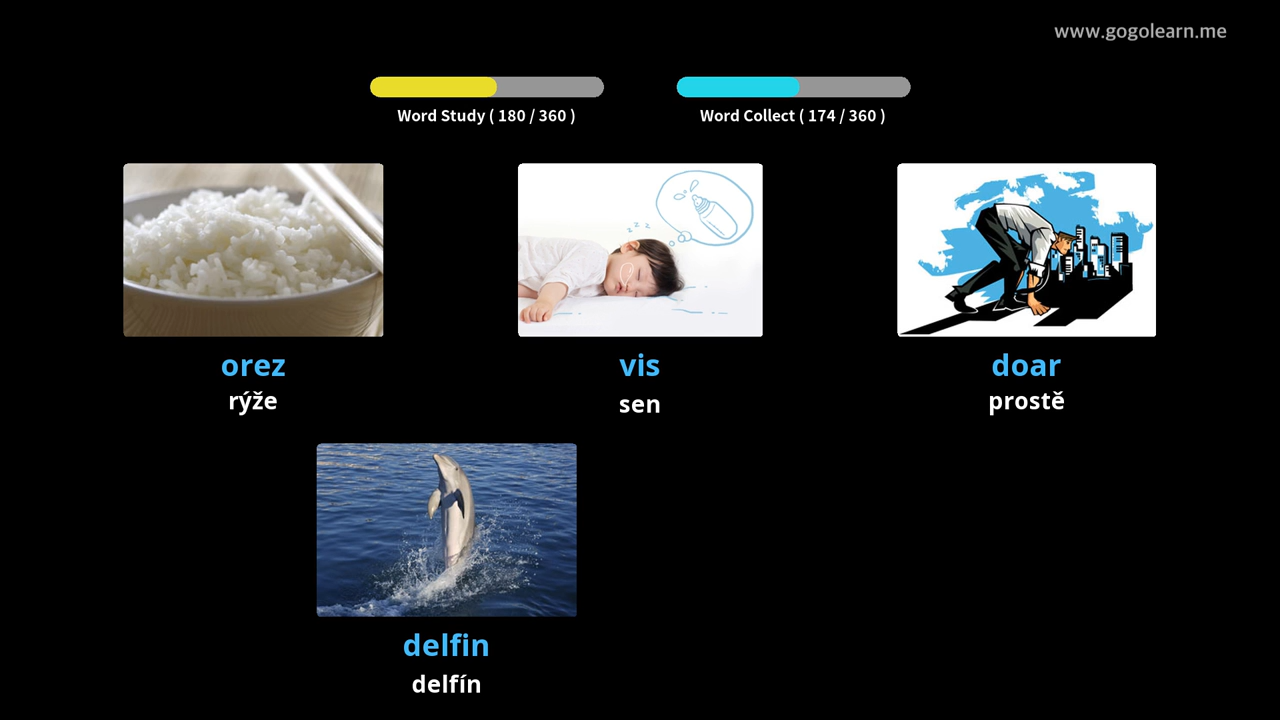 www.gogolearn.me
Word Study ( 180 / 360 )
Word Collect ( 174 / 360 )
orez
rýže
vis
sen
doar
prostě
delfin
delfín